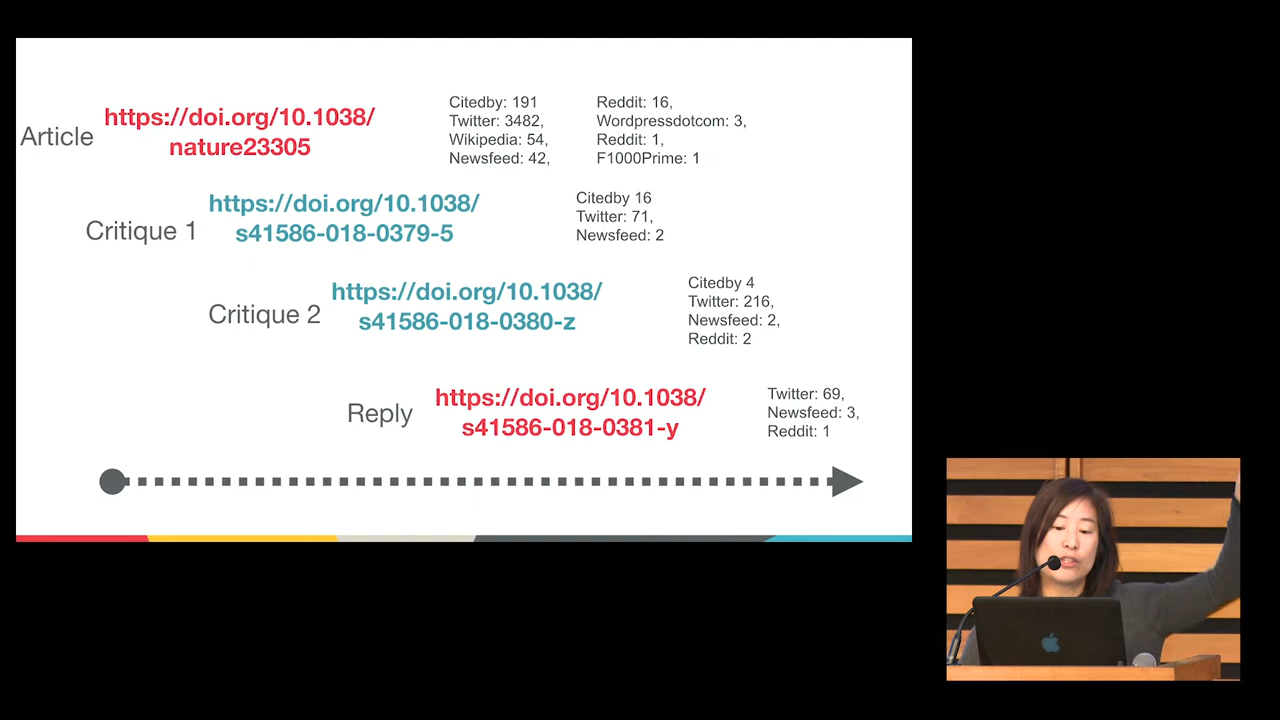 Article
https://doi.org/10.1038/
nature23305
Citedby: 191
Twitter: 3482,
Wikipedia: 54,
Newsfeed: 42,
Reddit: 16,
Wordpressdotcom: 3,
Reddit: 1,
F1000Prime: 1
Critique 1
https://doi.org/10.1038/
s41586-018-0379-5
Citedby 16
Twitter: 71,
Newsfeed: 2
Critique 2
https://doi.org/10.1038/
s41586-018-0380-z
Citedby 4
Twitter: 216,
Newsfeed: 2,
Reddit: 2
Reply
https://doi.org/10.1038/
s41586-018-0381-y
Twitter: 69,
Newsfeed: 3,
Reddit: 1